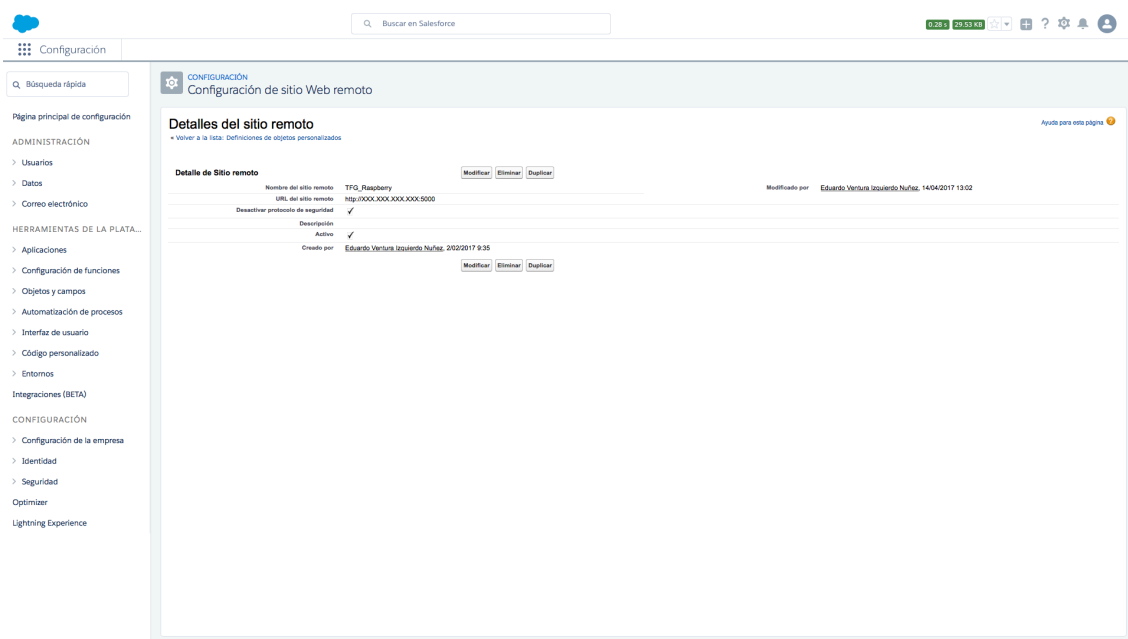 Buscar en Salesforce
0.28 s 29.53 KB
Configuración
Búsqueda rápida
Página principal de configuración
ADMINISTRACIÓN
Usuarios
Datos
Correo electrónico
HERRAMIENTAS DE LA PLATA...
Aplicaciones
Configuración de funciones
Objetos y campos
Automatización de procesos
Interfaz de usuario
Código personalizado
Entornos
Integraciones (BETA)
CONFIGURACIÓN
Configuración de la empresa
Identidad
Seguridad
Optimizer
Lightning Experience
CONFIGURACIÓN
Configuración de sitio Web remoto
Detalles del sitio remoto
Ayuda para esta página
« Volver a la lista: Definiciones de objetos personalizados
Detalle de Sitio remoto Modificar Eliminar Duplicar
Nombre del sitio remoto TFG_Raspberry Modificado por Eduardo Ventura Izquierdo Nuñez, 14/04/2017 13:02
URL del sitio remoto http://XXX.XXX.XXX.XXX:5000
Desactivar protocolo de seguridad ✓
Descripción
Activo ✓
Creado por Eduardo Ventura Izquierdo Nuñez, 2/02/2017 9:35
Modificar Eliminar Duplicar